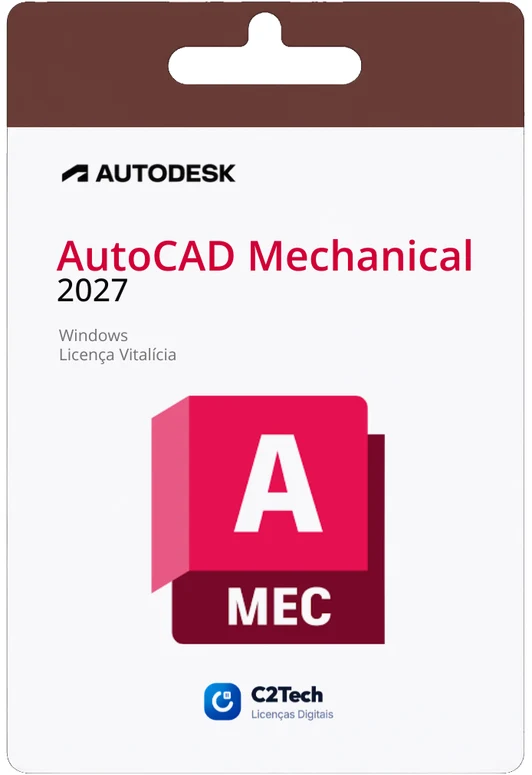 AUTODESK
AutoCAD Mechanical
2027
Windows
Licença Vitalícia
A
MEC
C2Tech
Licenças Digitais